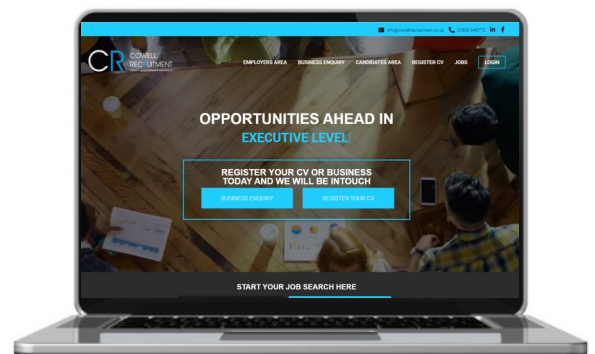 info@cowellrecruitment.co.uk
CR COWELL
RECRUITMENT
EMPLOYERS AREA BUSINESS ENQUIRY CANDIDATES AREA REGISTER CV JOBS LOGIN
OPPORTUNITIES AHEAD IN
EXECUTIVE LEVEL
REGISTER YOUR CV OR BUSINESS
TODAY AND WE WILL BE INTOUCH
BUSINESS ENQUIRY REGISTER YOUR CV
START YOUR JOB SEARCH HERE